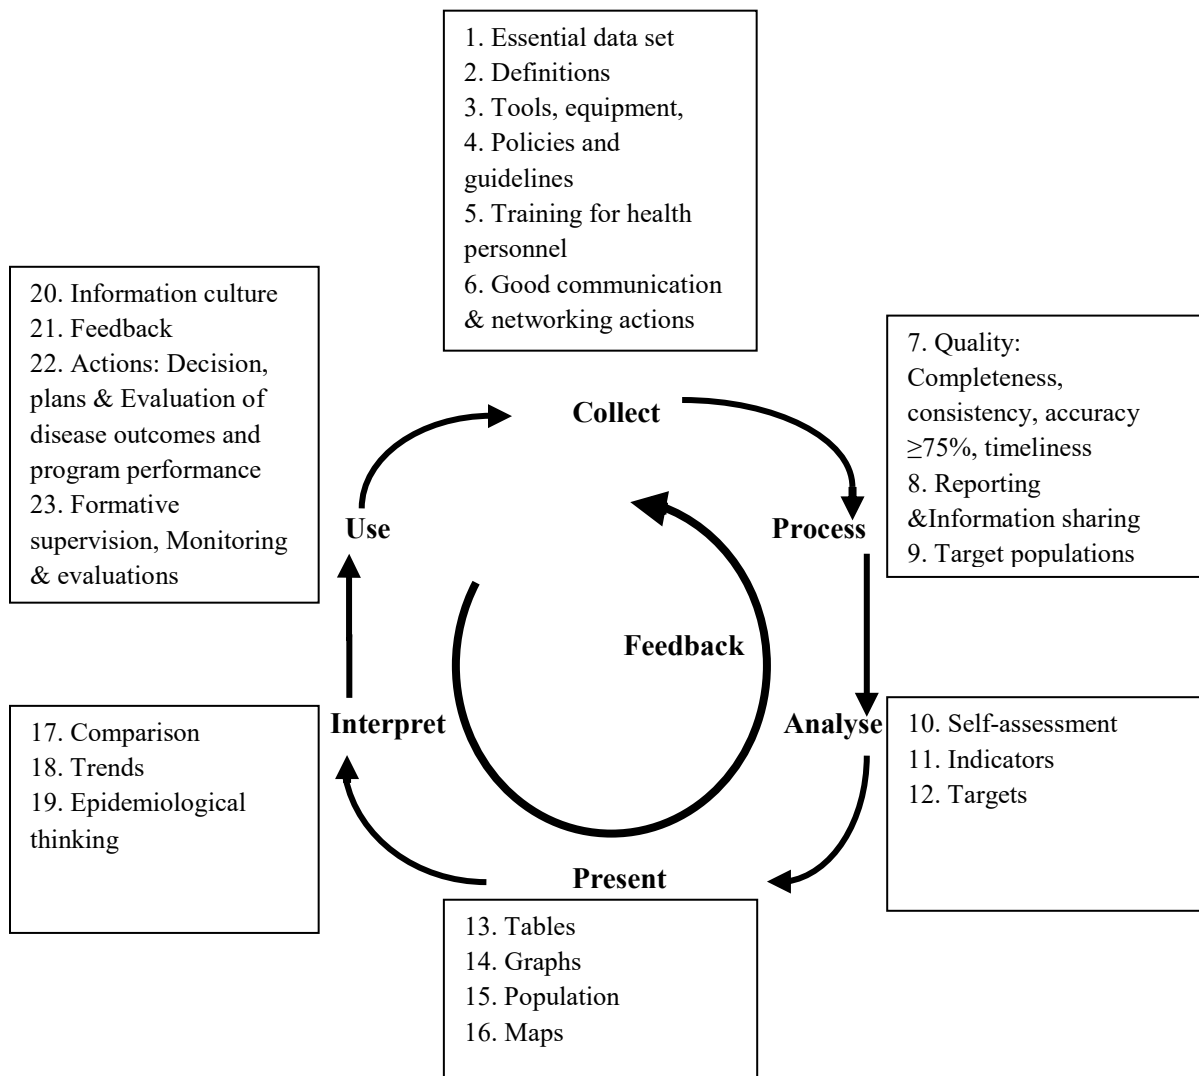 1. Essential data set
2. Definitions
3. Tools, equipment,
4. Policies and
guidelines
5. Training for health
personnel
6. Good communication
& networking actions
20. Information culture
21. Feedback
22. Actions: Decision,
plans & Evaluation of
disease outcomes and
program performance
23. Formative
supervision, Monitoring
& evaluations
7. Quality:
Completeness,
consistency, accuracy
≥75%, timeliness
8. Reporting
&Information sharing
9. Target populations
Collect
Use
Process
Feedback
Interpret
Analyse
17. Comparison
18. Trends
19. Epidemiological
thinking
10. Self-assessment
11. Indicators
12. Targets
Present
13. Tables
14. Graphs
15. Population
16. Maps